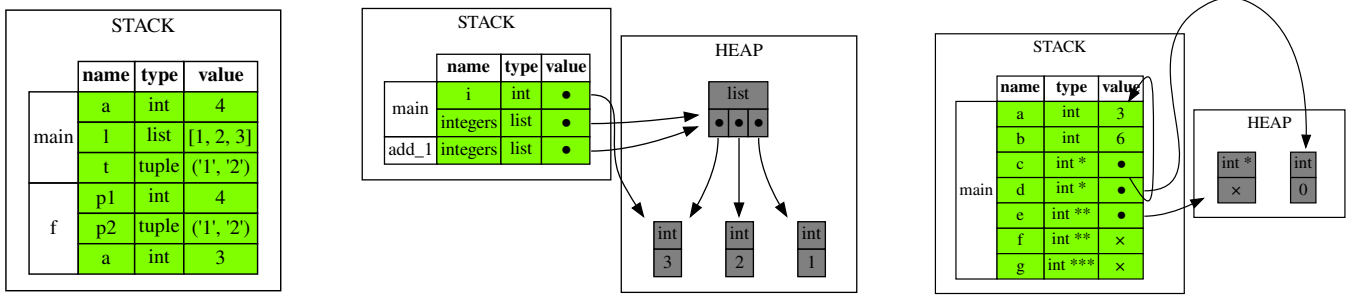 STACK
name type value
main
a int 4
l list [1, 2, 3]
t tuple ('1', '2')
f
p1 int 4
p2 tuple ('1', '2')
a int 3
STACK
name type value
main
i int ●
integers list ●
add_1 integers list ●
HEAP
list
● ● ●
int int int
3 2 1
STACK
name type value
main
a int 3
b int 6
c int * ●
d int * ●
e int ** ●
f int ** ×
g int *** ×
HEAP
int * int
× 0